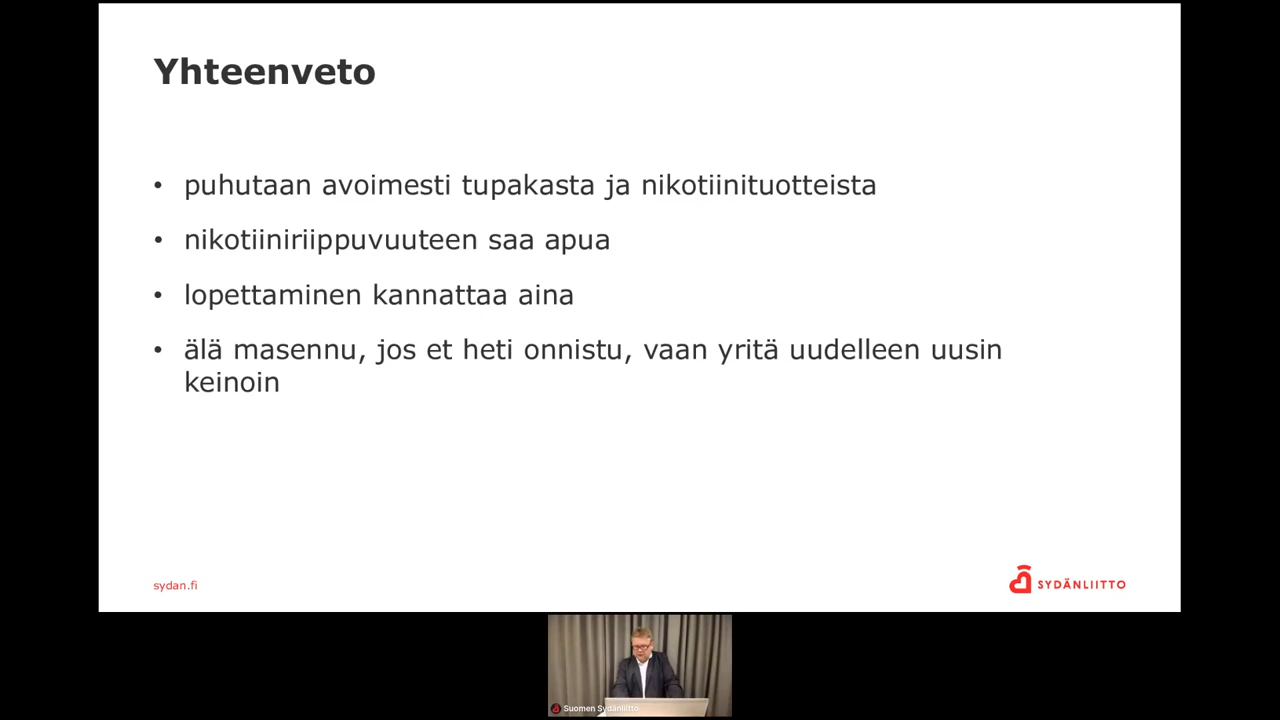 Yhteenveto
• puhutaan avoimesti tupakasta ja nikotiinituotteista
• nikotiiniriippuvuuteen saa apua
• lopettaminen kannattaa aina
• älä masennu, jos et heti onnistu, vaan yritä uudelleen uusin
keinoin
sydan.fi
SYDÄNLIITTO
Suomen Sydänliitto